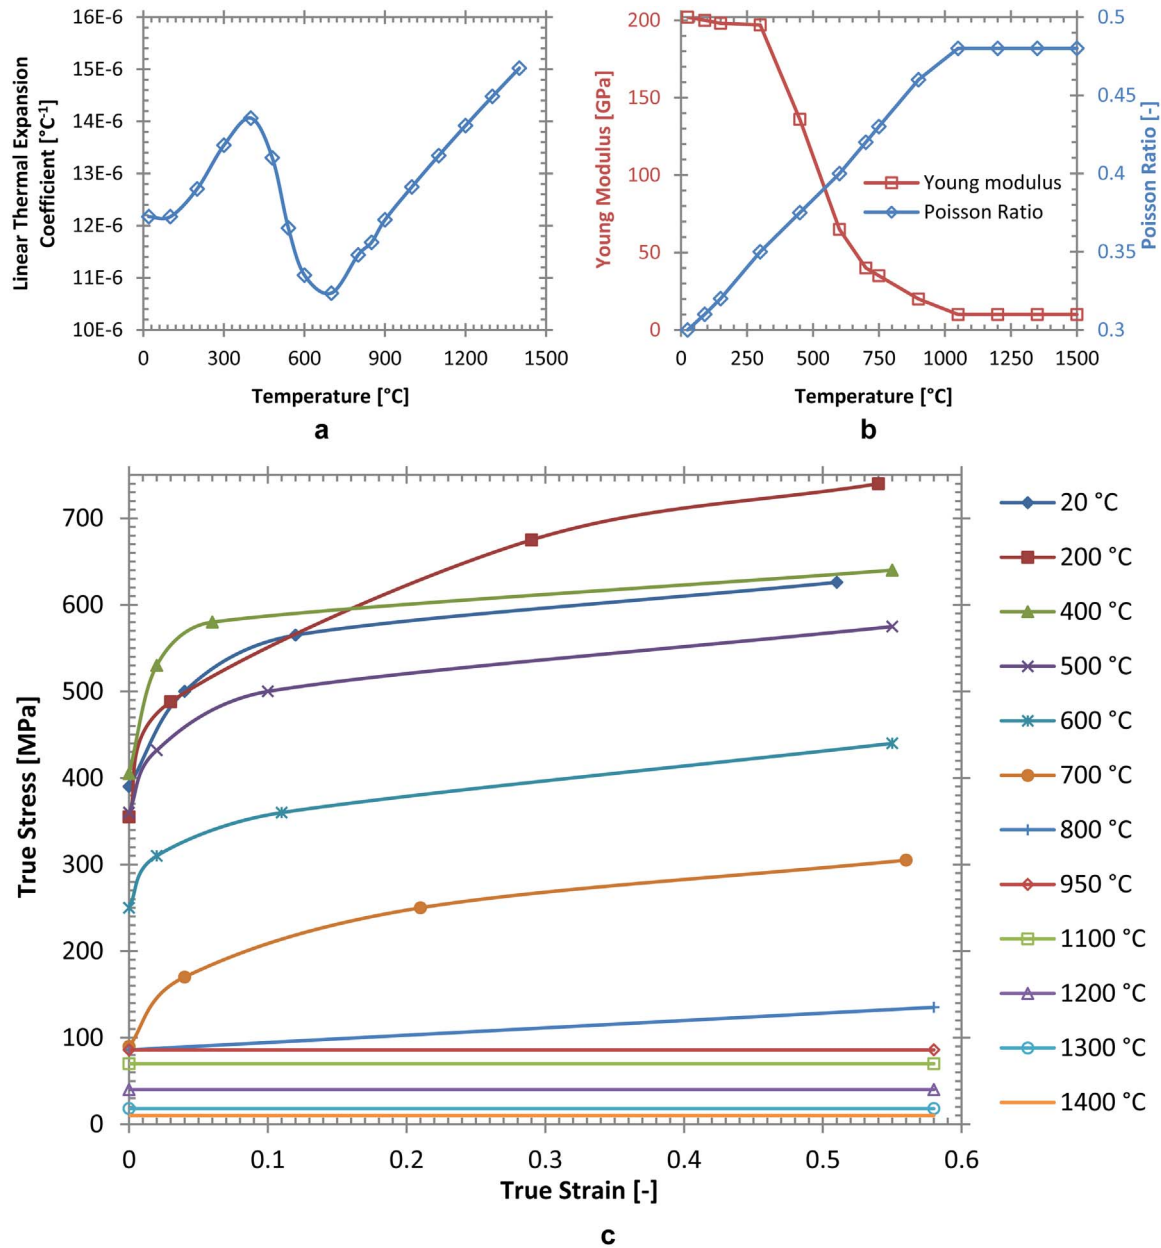 Linear Thermal Expansion
Coefficient [°C-1]
16E-6
15E-6
14E-6
13E-6
12E-6
11E-6
10E-6
0 300 600 900 1200 1500
Temperature [°C]
a
Young Modulus [GPa]
200
150
100
50
0
0.5
0.45
0.4
0.35
0.3
Poisson Ratio [-]
Young modulus
Poisson Ratio
0 250 500 750 1000 1250 1500
Temperature [°C]
b
True Stress [MPa]
700
600
500
400
300
200
100
0
0 0.1 0.2 0.3 0.4 0.5 0.6
True Strain [-]
20 °C
200 °C
400 °C
500 °C
600 °C
700 °C
800 °C
950 °C
1100 °C
1200 °C
1300 °C
1400 °C
c